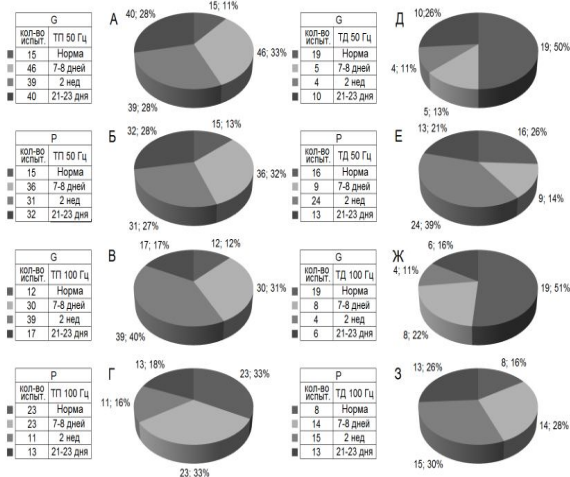 G
кол-во испыт. ТП 50 Гц
15 Норма
46 7-8 дней
39 2 нед
40 21-23 дня
А
40; 28%
15; 11%
46; 33%
39; 28%
G
кол-во испыт. ТД 50 Гц
19 Норма
5 7-8 дней
4 2 нед
10 21-23 дня
Д
10;26%
19; 50%
4; 11%
5; 13%
P
кол-во испыт. ТП 50 Гц
15 Норма
36 7-8 дней
31 2 нед
32 21-23 дня
Б
32; 28%
15; 13%
36; 32%
31; 27%
P
кол-во испыт. ТД 50 Гц
16 Норма
9 7-8 дней
24 2 нед
13 21-23 дня
Е
13; 21%
16; 26%
9; 14%
24; 39%
G
кол-во испыт. ТП 100 Гц
12 Норма
30 7-8 дней
39 2 нед
17 21-23 дня
В
17; 17%
12; 12%
30; 31%
39; 40%
G
кол-во испыт. ТД 100 Гц
19 Норма
8 7-8 дней
4 2 нед
6 21-23 дня
Ж
6; 16%
4; 11%
19; 51%
8; 22%
P
кол-во испыт. ТП 100 Гц
23 Норма
23 7-8 дней
11 2 нед
13 21-23 дня
Г
13; 18%
23; 33%
11; 16%
23; 33%
P
кол-во испыт. ТД 100 Гц
8 Норма
14 7-8 дней
15 2 нед
13 21-23 дня
З
13; 26%
8; 16%
14; 28%
15; 30%